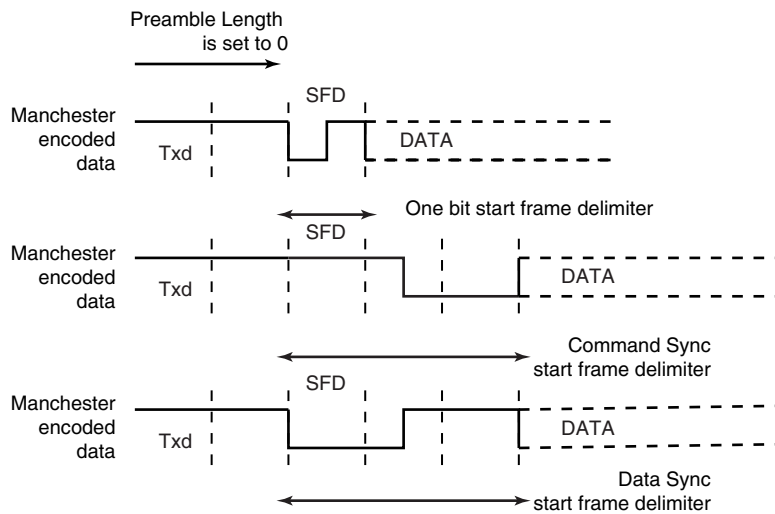 Preamble Length
is set to 0
SFD
Manchester
encoded
data
Txd
DATA
One bit start frame delimiter
SFD
Manchester
encoded
data
Txd
DATA
Command Sync
start frame delimiter
SFD
Manchester
encoded
data
Txd
DATA
Data Sync
start frame delimiter